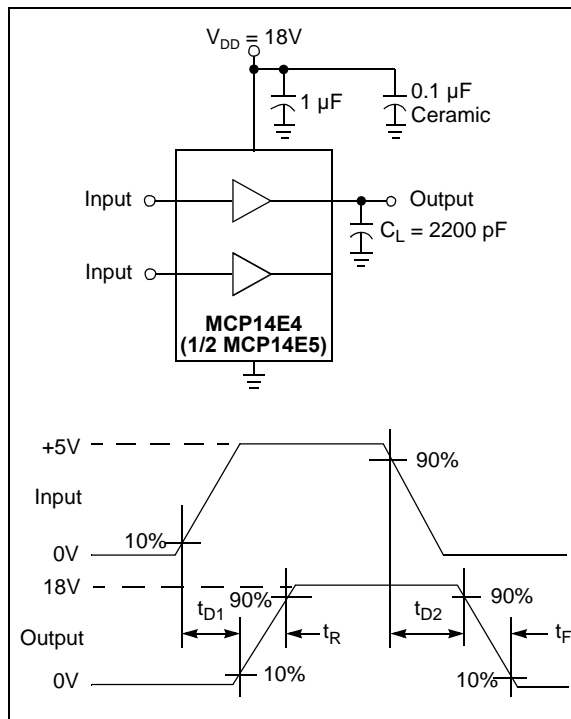 V_DD = 18V
1 µF
0.1 µF
Ceramic
Input
Output
C_L = 2200 pF
Input
MCP14E4
(1/2 MCP14E5)
+5V
90%
Input
10%
0V
18V
90%
t_D1
t_R
t_D2
90%
t_F
Output
0V
10%
10%